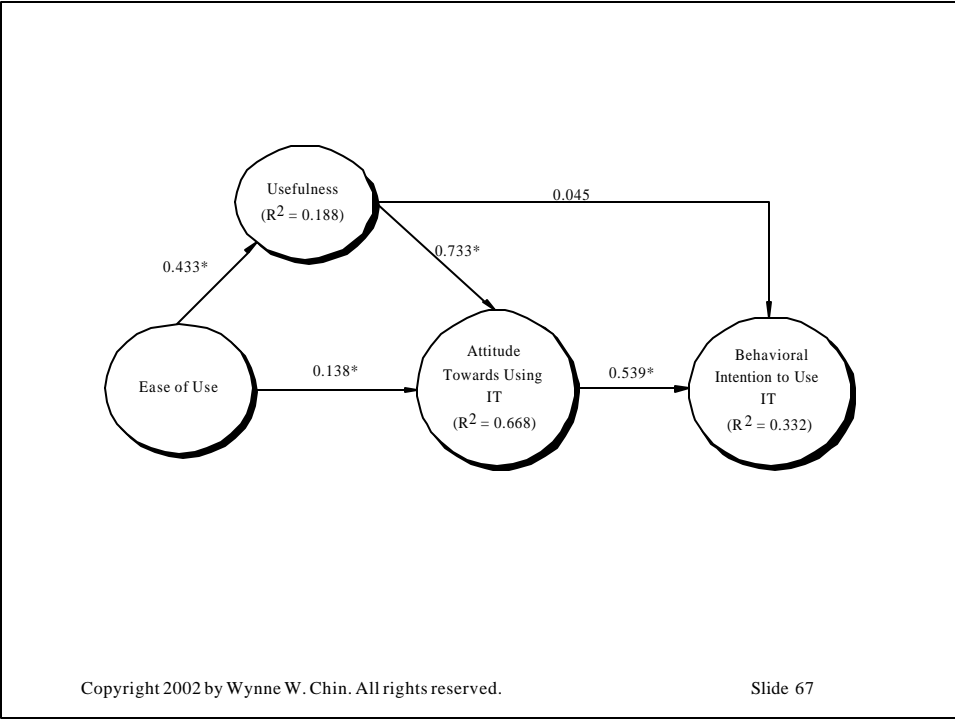 Usefulness
(R2 = 0.188)
0.045
0.433*
0.733*
Ease of Use
0.138*
Attitude
Towards Using
IT
(R2 = 0.668)
0.539*
Behavioral
Intention to Use
IT
(R2 = 0.332)
Copyright 2002 by Wynne W. Chin. All rights reserved.
Slide 67